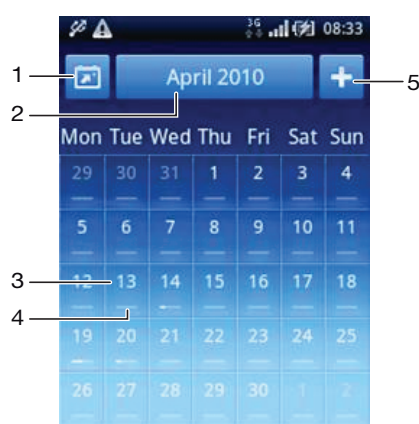 3G 08:33
1 April 2010 5
2
Mon Tue Wed Thu Fri Sat Sun
29 30 31 1 2 3 4
5 6 7 8 9 10 11
3 12 13 14 15 16 17 18
4
19 20 21 22 23 24 25
26 27 28 29 30 1 2